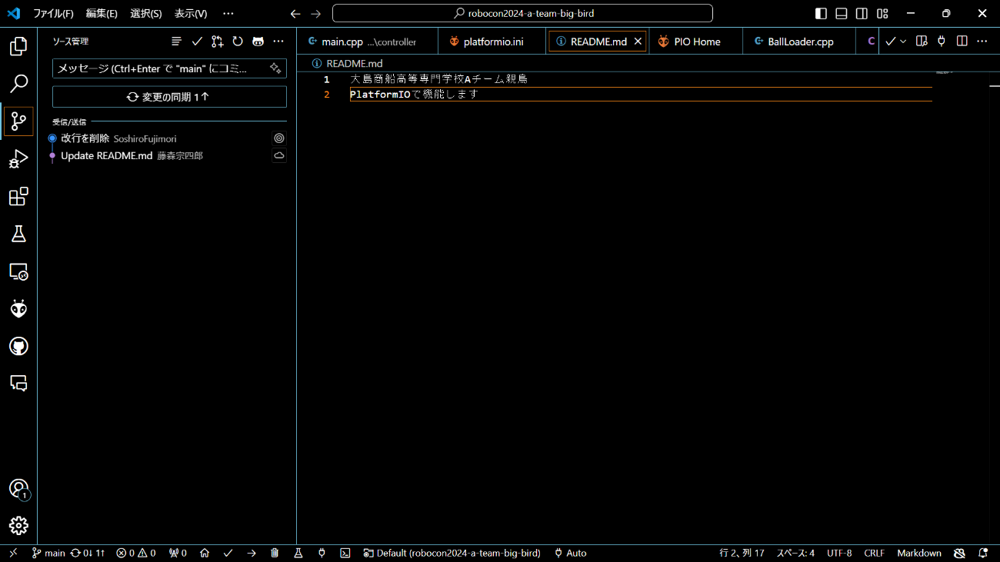 ファイル(F) 編集(E) 選択(S) 表示(V) ··· robocon2024-a-team-big-bird
ソース管理
main.cpp ...\controller platformio.ini README.md PIO Home BallLoader.cpp
README.md
メッセージ (Ctrl+Enter で "main" にコミ...
変更の同期 1↑
受信/送信
改行を削除 SoshiroFujimori
Update README.md 藤森宗四郎
1 大島商船高等専門学校Aチーム親鳥
2 PlatformIOで機能します
1
main 0↓ 1↑ 0 0 0 Default (robocon2024-a-team-big-bird) Auto 行 2、列 17 スペース: 4 UTF-8 CRLF Markdown